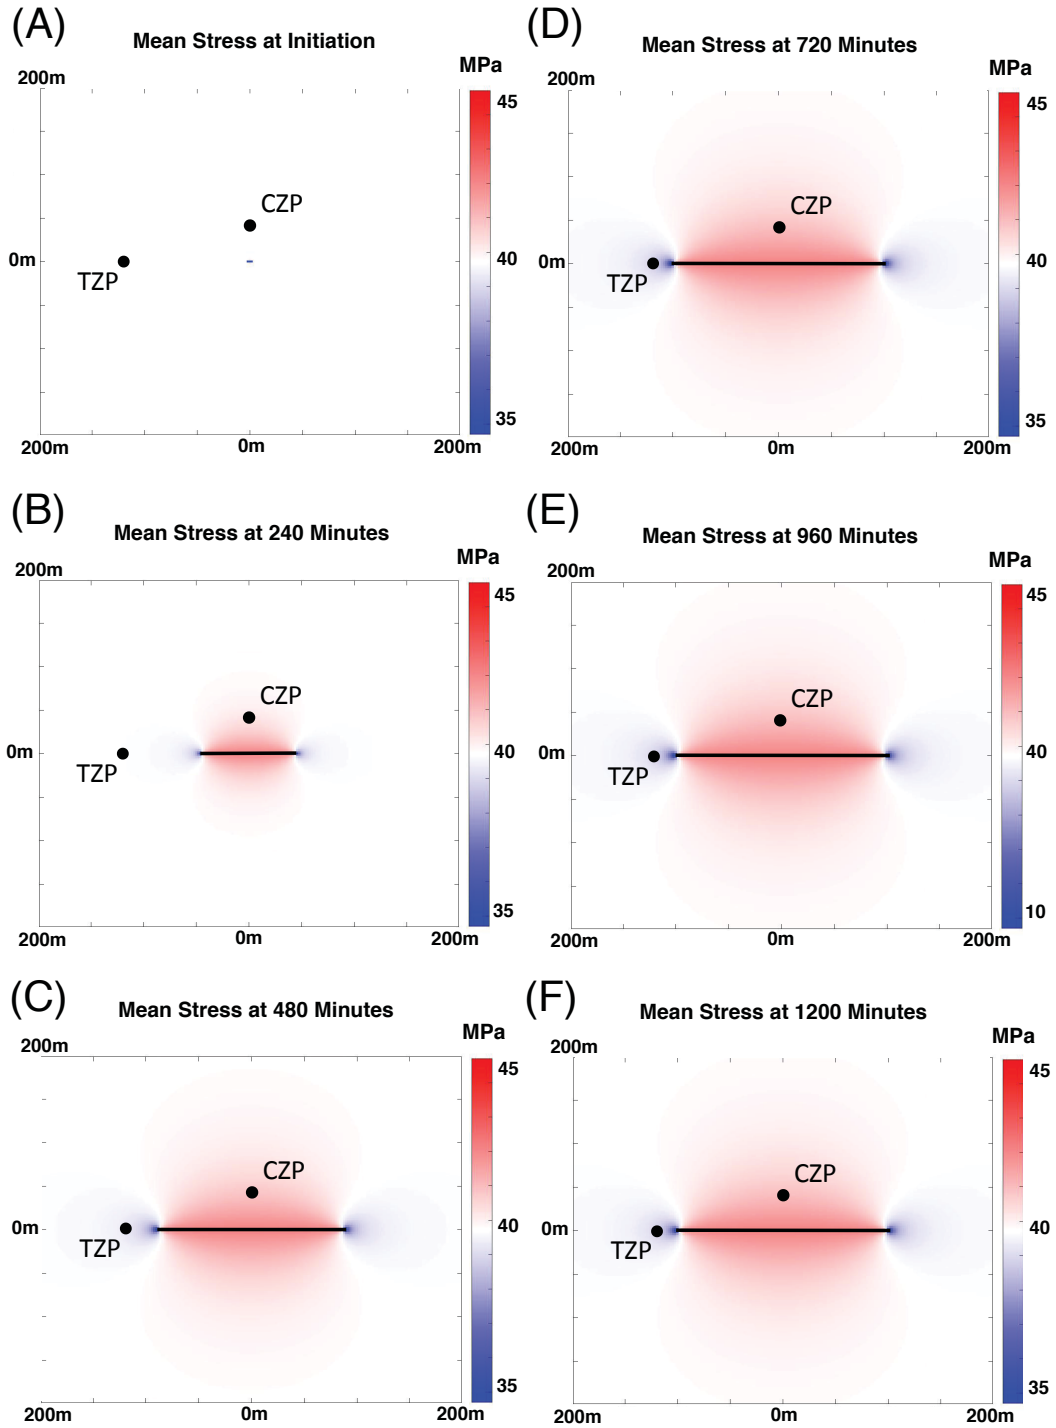 (A)
Mean Stress at Initiation
MPa
200m
45
CZP
0m
40
TZP
35
200m
0m
200m
(B)
Mean Stress at 240 Minutes
MPa
200m
45
CZP
0m
40
TZP
35
200m
0m
200m
(C)
Mean Stress at 480 Minutes
MPa
200m
45
CZP
0m
40
TZP
35
200m
0m
200m
(D)
Mean Stress at 720 Minutes
MPa
200m
45
CZP
0m
40
TZP
35
200m
0m
200m
(E)
Mean Stress at 960 Minutes
MPa
200m
45
CZP
0m
40
TZP
10
200m
0m
200m
(F)
Mean Stress at 1200 Minutes
MPa
200m
45
CZP
0m
40
TZP
35
200m
0m
200m